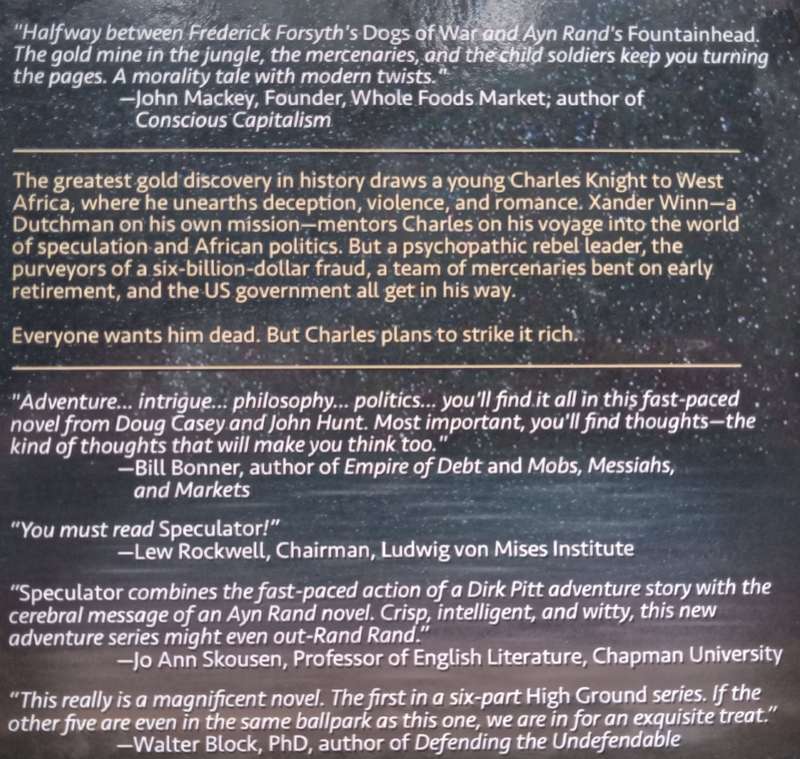 "Halfway between Frederick Forsyth's Dogs of War and Ayn Rand's Fountainhead.
The gold mine in the jungle, the mercenaries, and the child soldiers keep you turning
the pages. A morality tale with modern twists."
—John Mackey, Founder, Whole Foods Market; author of
Conscious Capitalism
The greatest gold discovery in history draws a young Charles Knight to West
Africa, where he unearths deception, violence, and romance. Xander Winn—a
Dutchman on his own mission—mentors Charles on his voyage into the world
of speculation and African politics. But a psychopathic rebel leader, the
purveyors of a six-billion-dollar fraud, a team of mercenaries bent on early
retirement, and the US government all get in his way.
Everyone wants him dead. But Charles plans to strike it rich.
"Adventure... intrigue... philosophy... politics... you'll find it all in this fast-paced
novel from Doug Casey and John Hunt. Most important, you'll find thoughts—the
kind of thoughts that will make you think too."
—Bill Bonner, author of Empire of Debt and Mobs, Messiahs,
and Markets
"You must read Speculator!"
—Lew Rockwell, Chairman, Ludwig von Mises Institute
"Speculator combines the fast-paced action of a Dirk Pitt adventure story with the
cerebral message of an Ayn Rand novel. Crisp, intelligent, and witty, this new
adventure series might even out-Rand Rand."
—Jo Ann Skousen, Professor of English Literature, Chapman University
"This really is a magnificent novel. The first in a six-part High Ground series. If the
other five are even in the same ballpark as this one, we are in for an exquisite treat."
—Walter Block, PhD, author of Defending the Undefendable